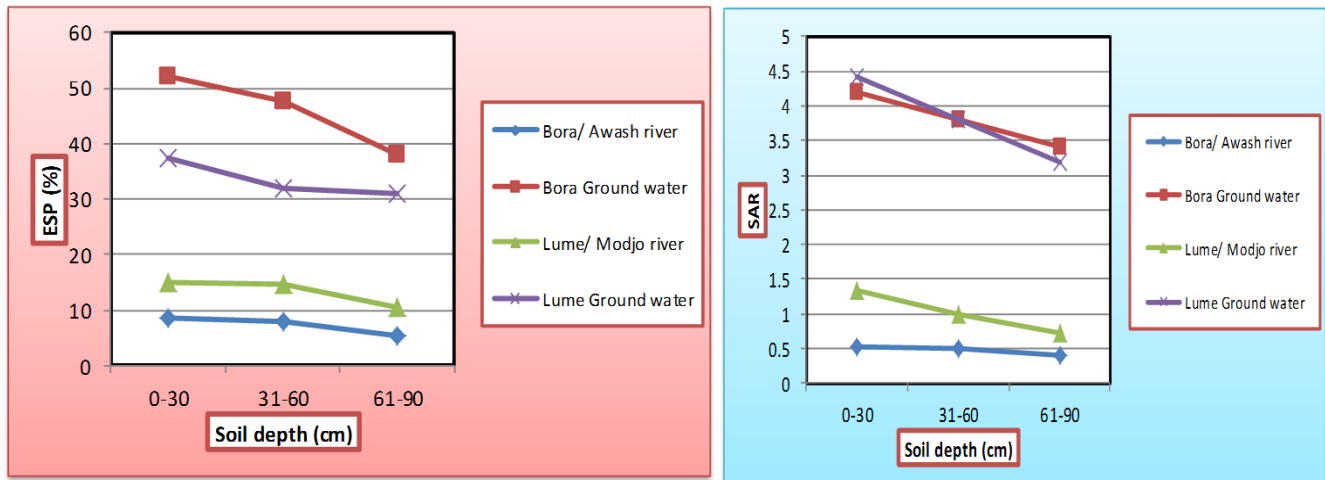 60
50
40
30
20
10
0
ESP (%)
0-30 31-60 61-90
Soil depth (cm)
Bora/ Awash river
Bora Ground water
Lume/ Modjo river
Lume Ground water
5
4.5
4
3.5
3
2.5
2
1.5
1
0.5
0
SAR
0-30 31-60 61-90
Soil depth (cm)
Bora/ Awash river
Bora Ground water
Lume/ Modjo river
Lume Ground water